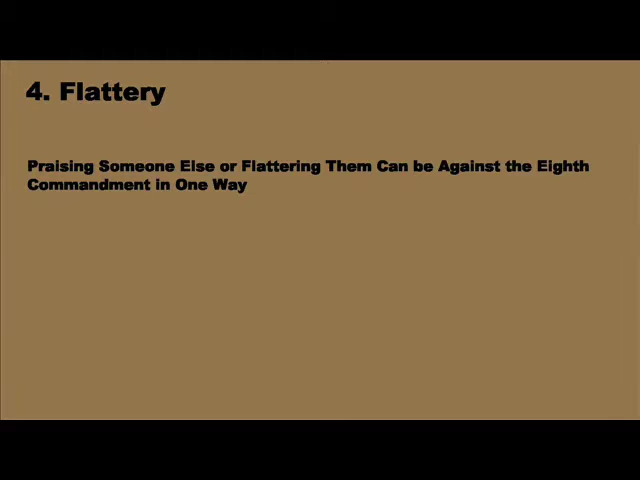 4. Flattery
Praising Someone Else or Flattering Them Can be Against the Eighth
Commandment in One Way